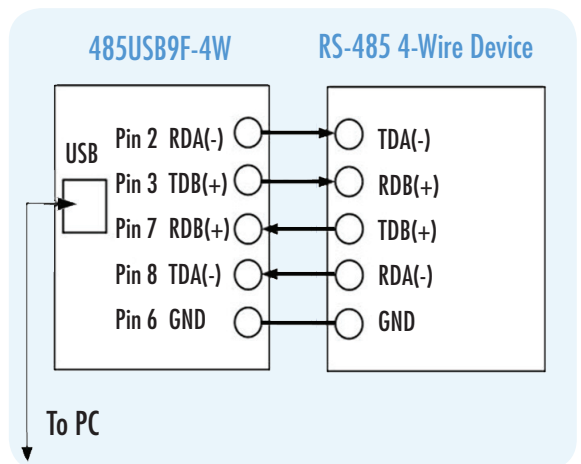 485USB9F-4W RS-485 4-Wire Device
USB
Pin 2 RDA(-) TDA(-)
Pin 3 TDB(+) RDB(+)
Pin 7 RDB(+) TDB(+)
Pin 8 TDA(-) RDA(-)
Pin 6 GND GND
To PC